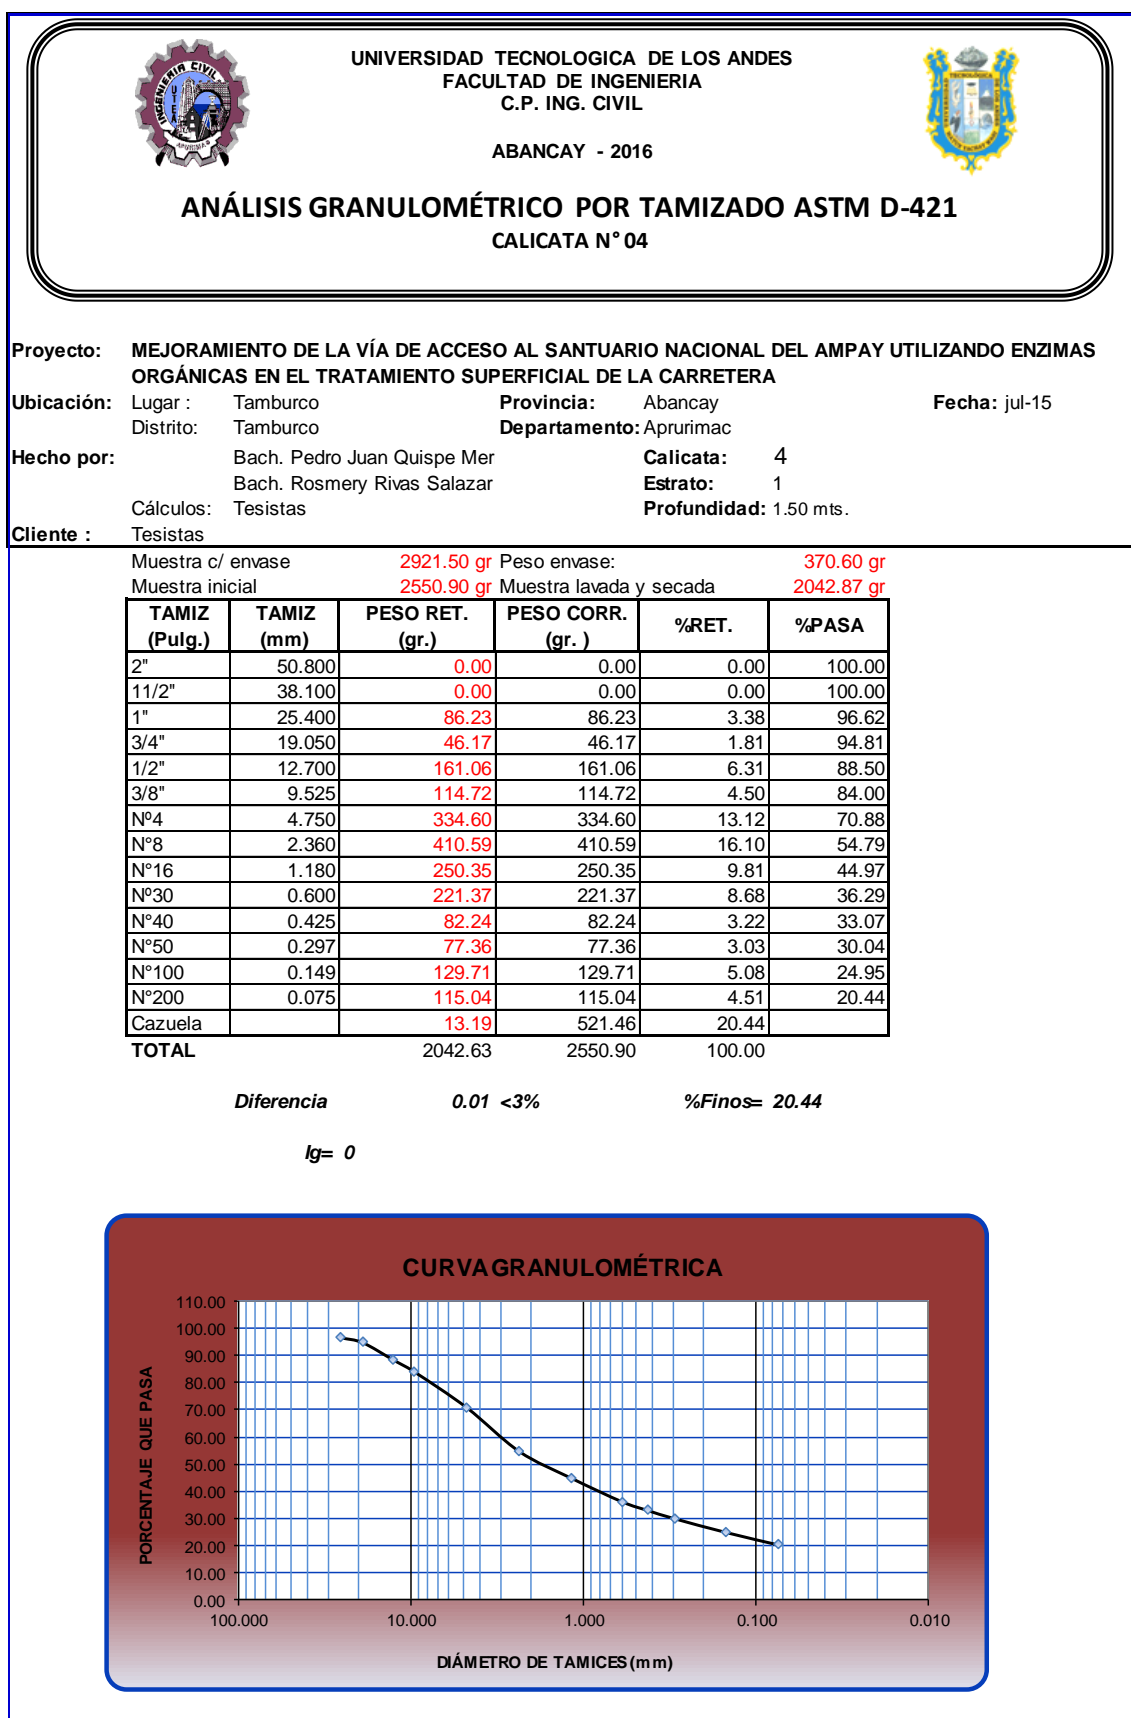 UNIVERSIDAD TECNOLOGICA DE LOS ANDES
FACULTAD DE INGENIERIA
C.P. ING. CIVIL
ABANCAY - 2016
ANÁLISIS GRANULOMÉTRICO POR TAMIZADO ASTM D-421
CALICATA N° 04
INGENIERIA CIVIL
UTEA
APURIMAC
Proyecto: MEJORAMIENTO DE LA VÍA DE ACCESO AL SANTUARIO NACIONAL DEL AMPAY UTILIZANDO ENZIMAS
ORGÁNICAS EN EL TRATAMIENTO SUPERFICIAL DE LA CARRETERA
Ubicación: Lugar : Tamburco Provincia: Abancay Fecha: jul-15
Distrito: Tamburco Departamento: Aprurimac
Hecho por: Bach. Pedro Juan Quispe Mer Calicata: 4
Bach. Rosmery Rivas Salazar Estrato: 1
Cálculos: Tesistas Profundidad: 1.50 mts.
Cliente : Tesistas
Muestra c/ envase 2921.50 gr Peso envase: 370.60 gr
Muestra inicial 2550.90 gr Muestra lavada y secada 2042.87 gr
TAMIZ TAMIZ PESO RET. PESO CORR. %RET. %PASA
(Pulg.) (mm) (gr.) (gr. )
2" 50.800 0.00 0.00 0.00 100.00
11/2" 38.100 0.00 0.00 0.00 100.00
1" 25.400 86.23 86.23 3.38 96.62
3/4" 19.050 46.17 46.17 1.81 94.81
1/2" 12.700 161.06 161.06 6.31 88.50
3/8" 9.525 114.72 114.72 4.50 84.00
Nº4 4.750 334.60 334.60 13.12 70.88
N°8 2.360 410.59 410.59 16.10 54.79
N°16 1.180 250.35 250.35 9.81 44.97
Nº30 0.600 221.37 221.37 8.68 36.29
N°40 0.425 82.24 82.24 3.22 33.07
N°50 0.297 77.36 77.36 3.03 30.04
N°100 0.149 129.71 129.71 5.08 24.95
N°200 0.075 115.04 115.04 4.51 20.44
Cazuela 13.19 521.46 20.44
TOTAL 2042.63 2550.90 100.00
Diferencia 0.01 <3% %Finos= 20.44
Ig= 0
CURVA GRANULOMÉTRICA
PORCENTAJE QUE PASA
110.00
100.00
90.00
80.00
70.00
60.00
50.00
40.00
30.00
20.00
10.00
0.00
100.000 10.000 1.000 0.100 0.010
DIÁMETRO DE TAMICES (mm)